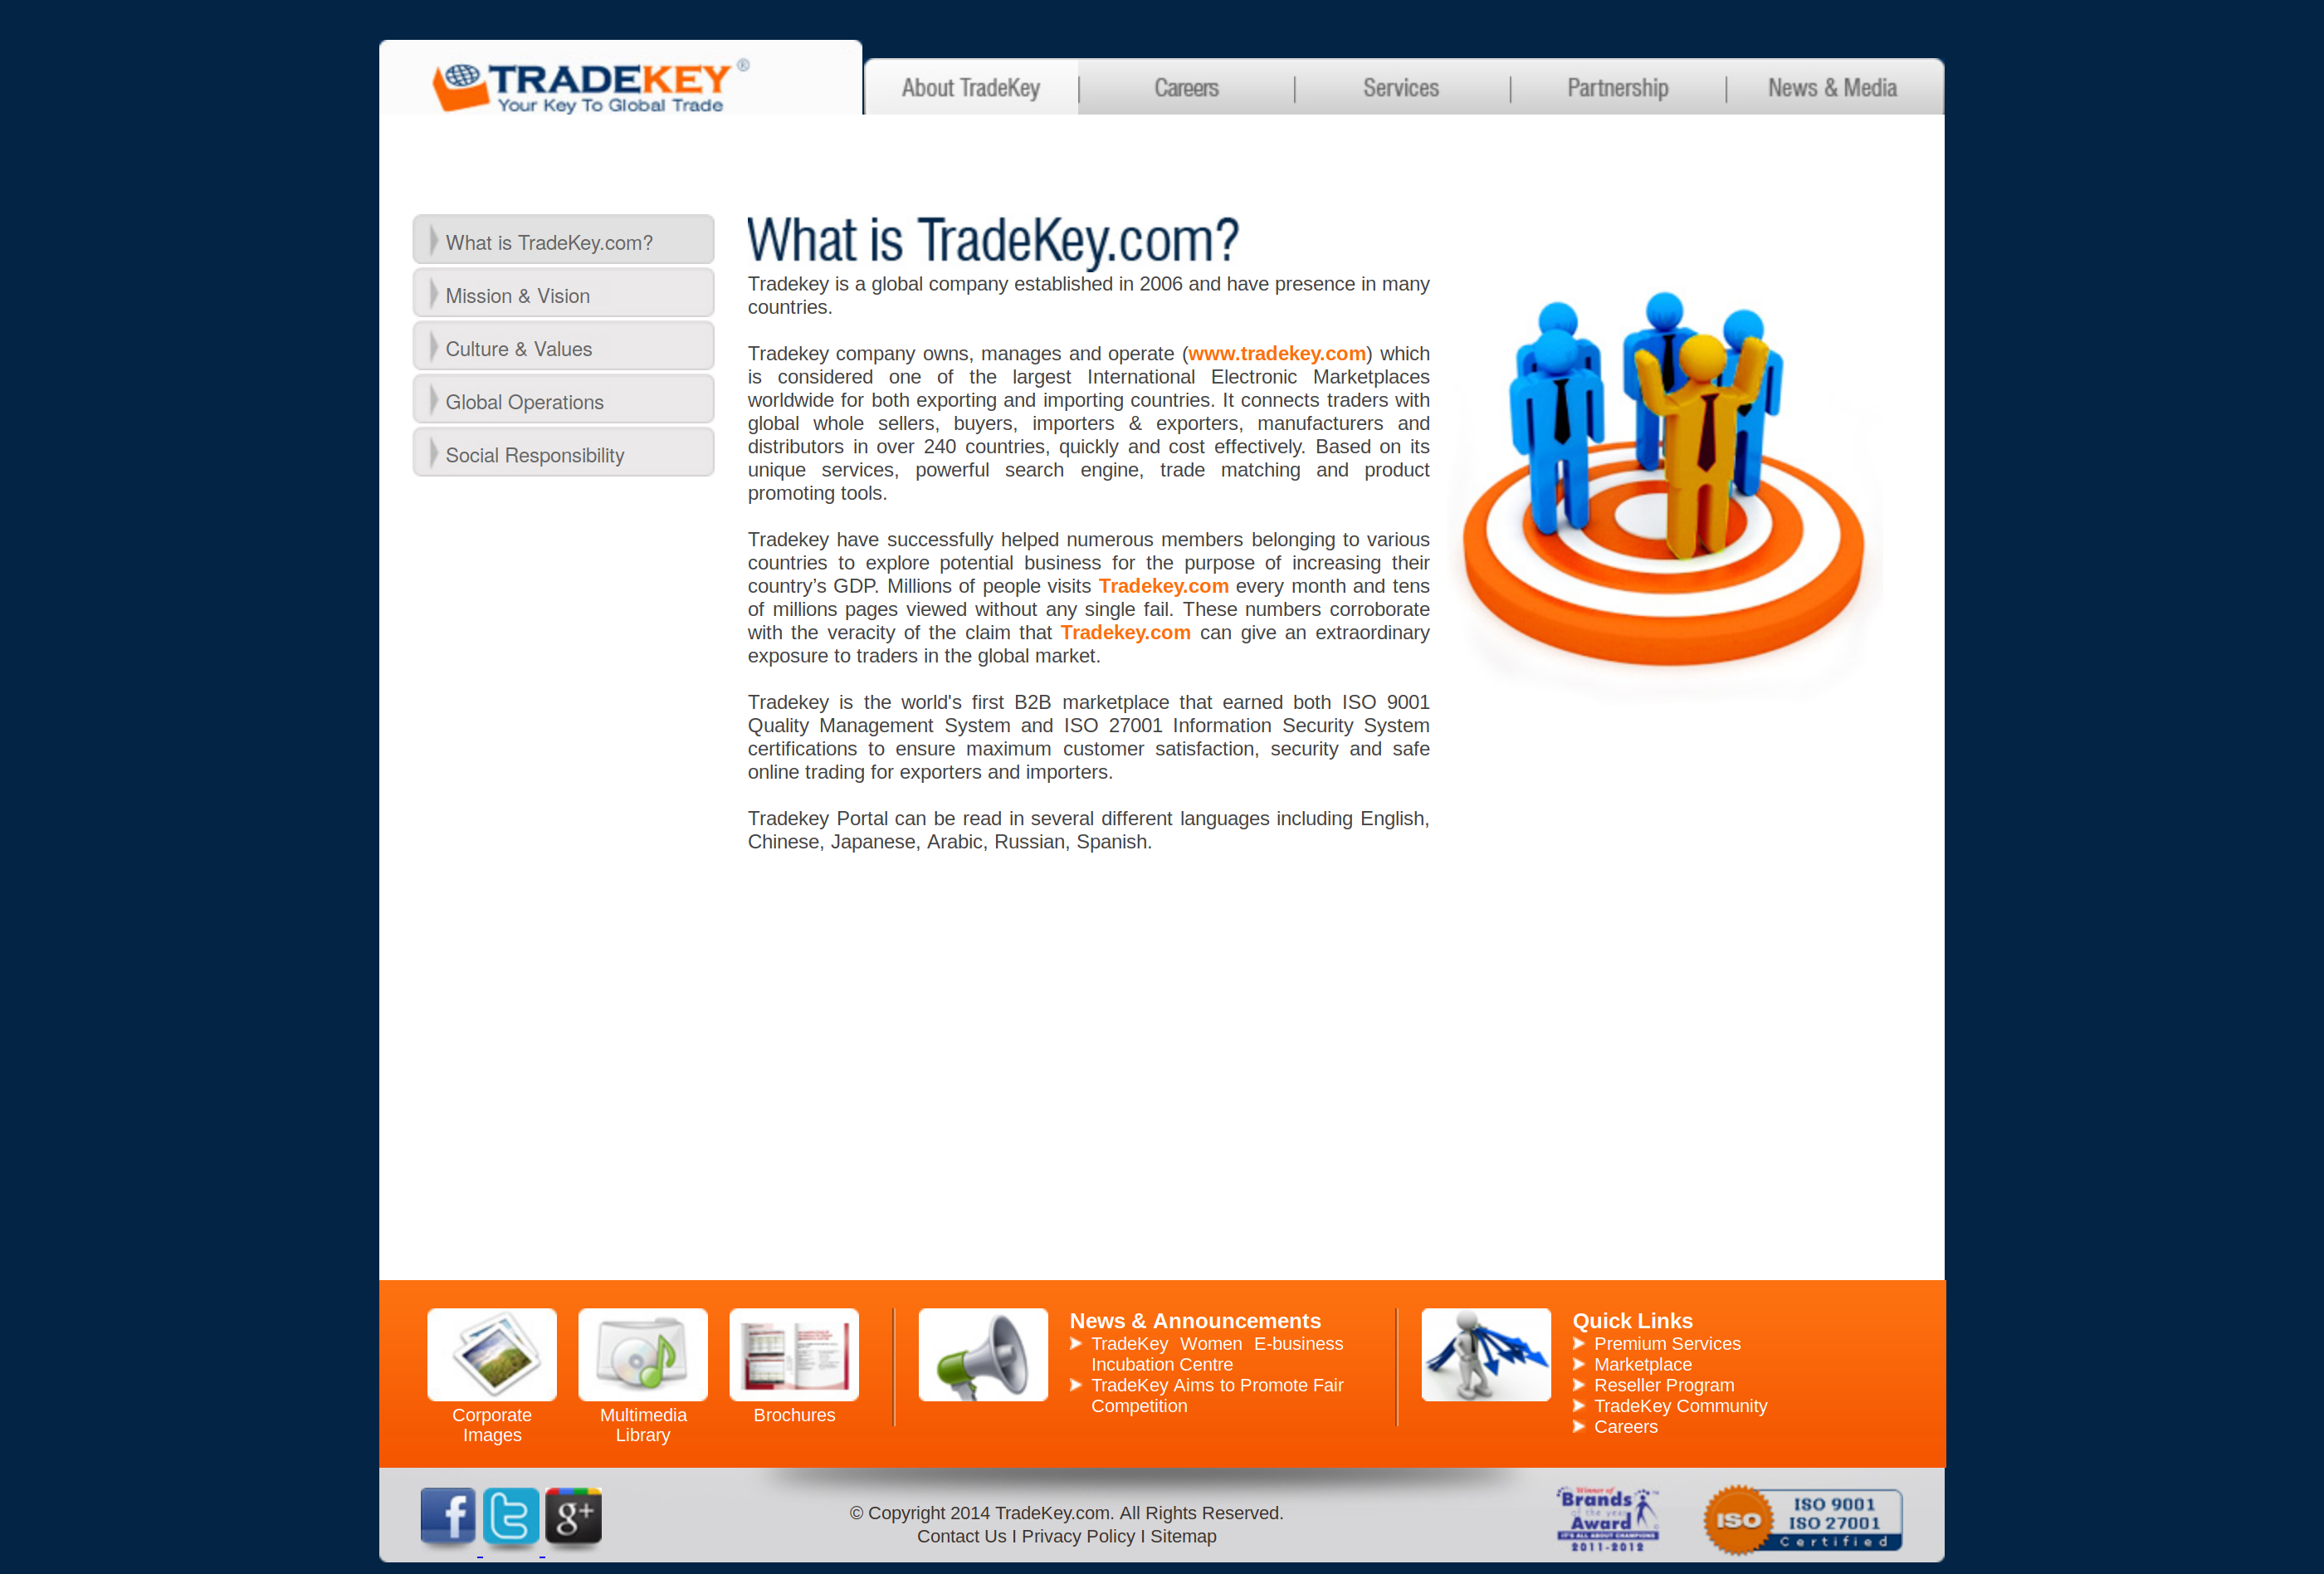 TRADEKEY®
Your Key To Global Trade
About TradeKey
Careers
Services
Partnership
News & Media
What is TradeKey.com?
Mission & Vision
Culture & Values
Global Operations
Social Responsibility
What is TradeKey.com?
Tradekey is a global company established in 2006 and have presence in many
countries.
Tradekey company owns, manages and operate (www.tradekey.com) which
is considered one of the largest International Electronic Marketplaces
worldwide for both exporting and importing countries. It connects traders with
global whole sellers, buyers, importers & exporters, manufacturers and
distributors in over 240 countries, quickly and cost effectively. Based on its
unique services, powerful search engine, trade matching and product
promoting tools.
Tradekey have successfully helped numerous members belonging to various
countries to explore potential business for the purpose of increasing their
country’s GDP. Millions of people visits Tradekey.com every month and tens
of millions pages viewed without any single fail. These numbers corroborate
with the veracity of the claim that Tradekey.com can give an extraordinary
exposure to traders in the global market.
Tradekey is the world's first B2B marketplace that earned both ISO 9001
Quality Management System and ISO 27001 Information Security System
certifications to ensure maximum customer satisfaction, security and safe
online trading for exporters and importers.
Tradekey Portal can be read in several different languages including English,
Chinese, Japanese, Arabic, Russian, Spanish.
Corporate
Images
Multimedia
Library
Brochures
News & Announcements
TradeKey Women E-business
Incubation Centre
TradeKey Aims to Promote Fair
Competition
Quick Links
Premium Services
Marketplace
Reseller Program
TradeKey Community
Careers
f
t
g+
© Copyright 2014 TradeKey.com. All Rights Reserved.
Contact Us I Privacy Policy I Sitemap
Winner of
Brands
of the year
Award
IT'S ALL ABOUT CHAMPIONS
2011-2012
ISO
ISO 9001
ISO 27001
Certified